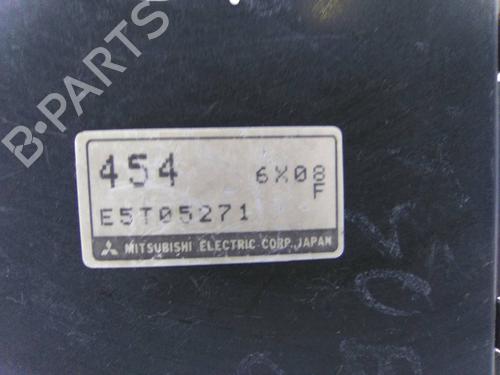 B-PARTS
454 6X08
F
E5T05271
MITSUBISHI ELECTRIC CORP. JAPAN